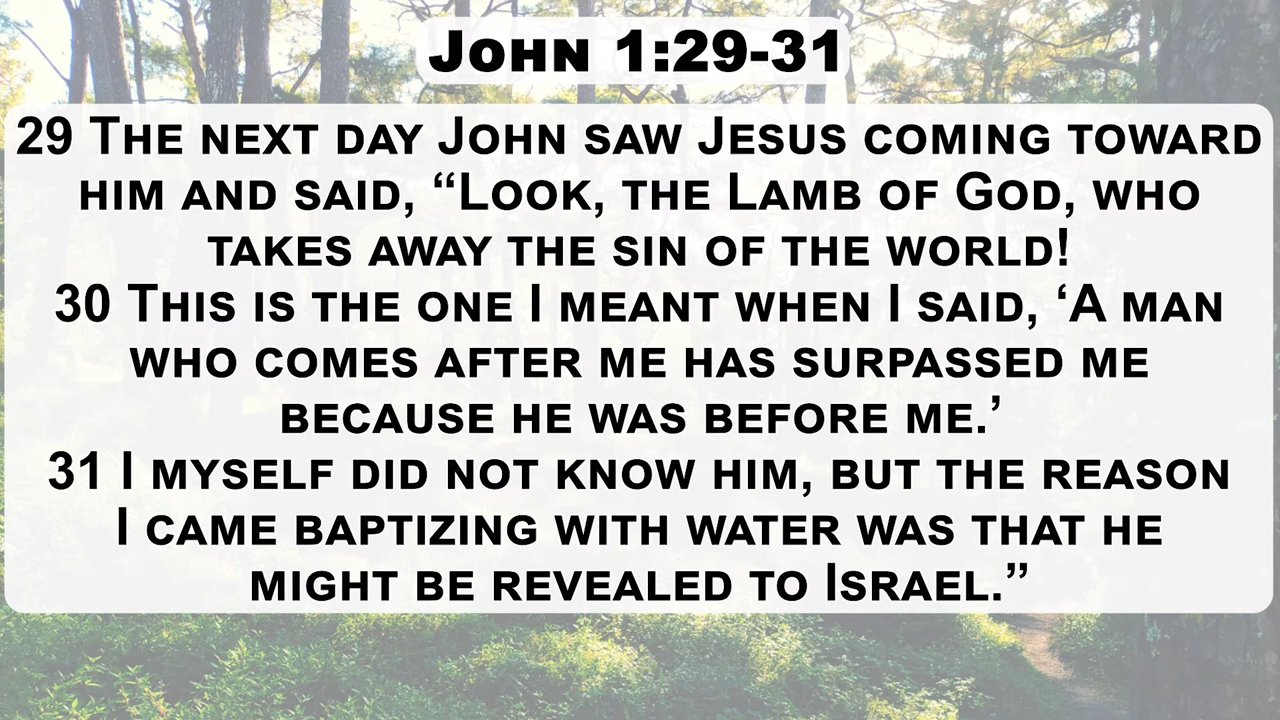 John 1:29-31
29 The next day John saw Jesus coming toward
him and said, “Look, the Lamb of God, who
takes away the sin of the world!
30 This is the one I meant when I said, ‘A man
who comes after me has surpassed me
because he was before me.’
31 I myself did not know him, but the reason
I came baptizing with water was that he
might be revealed to Israel.”